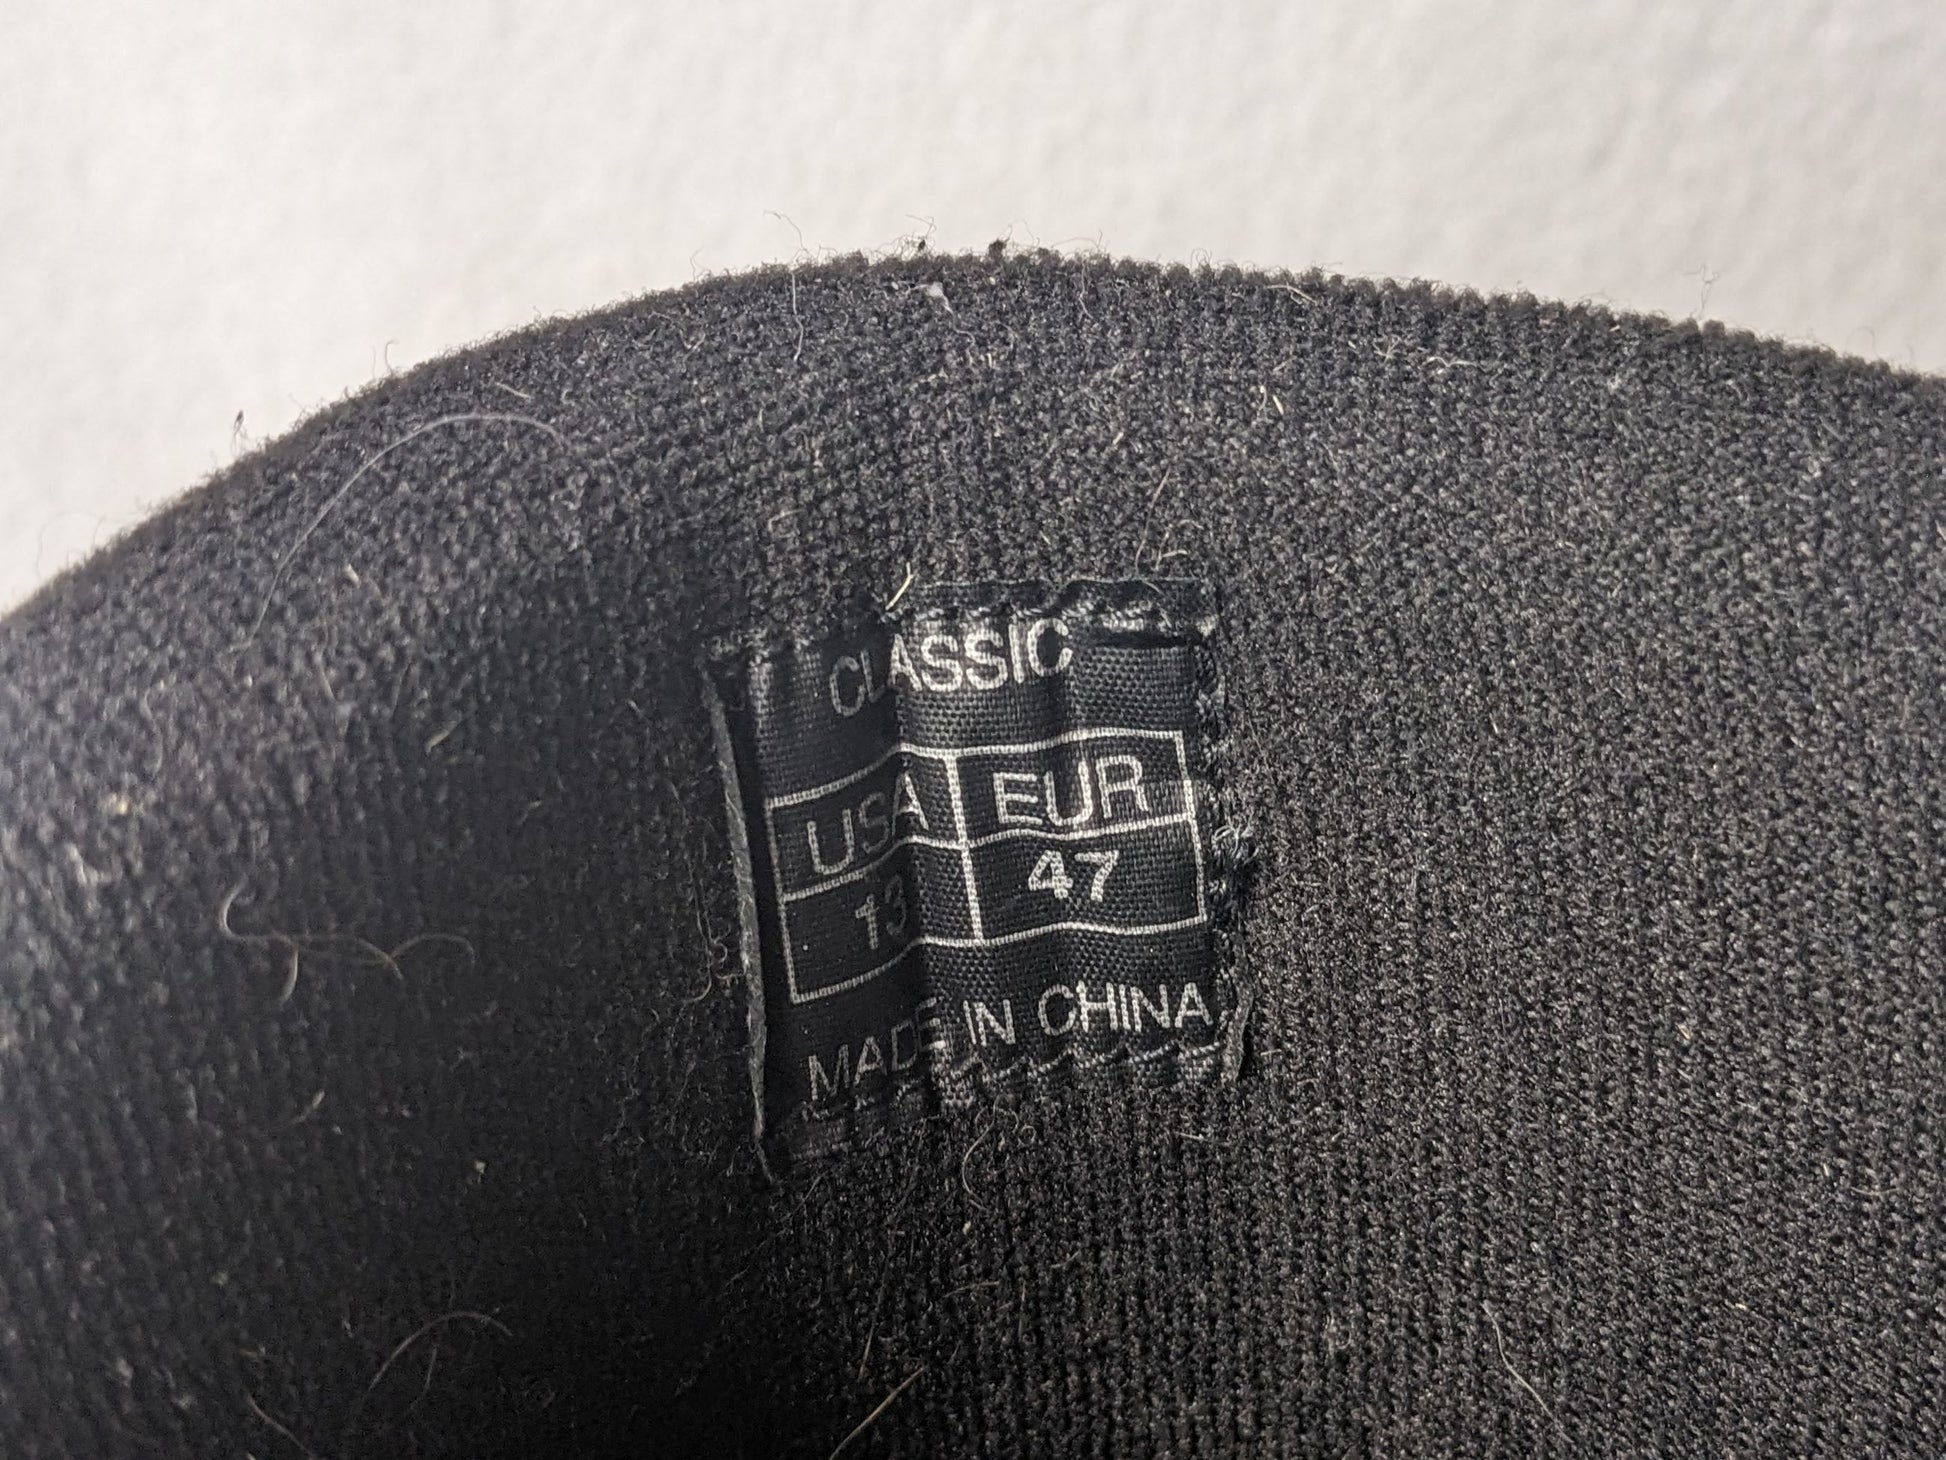 CLASSIC
USA EUR
13 47
MADE IN CHINA